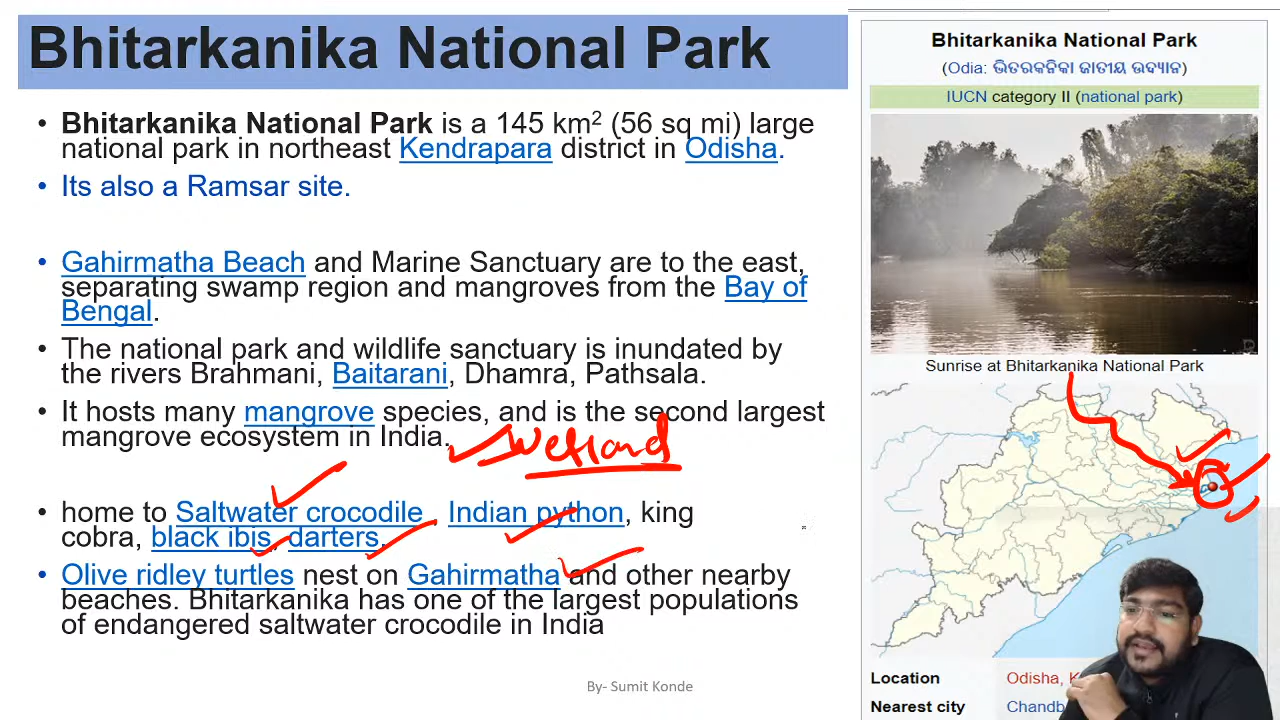 Bhitarkanika National Park
• Bhitarkanika National Park is a 145 km² (56 sq mi) large
national park in northeast Kendrapara district in Odisha.
• Its also a Ramsar site.
• Gahirmatha Beach and Marine Sanctuary are to the east,
separating swamp region and mangroves from the Bay of
Bengal.
• The national park and wildlife sanctuary is inundated by
the rivers Brahmani, Baitarani, Dhamra, Pathsala.
• It hosts many mangrove species, and is the second largest
mangrove ecosystem in India.
Wetland
home to Saltwater crocodile, Indian python, king
cobra, black ibis, darters.
• Olive ridley turtles nest on Gahirmatha and other nearby
beaches. Bhitarkanika has one of the largest populations
of endangered saltwater crocodile in India
By- Sumit Konde
Bhitarkanika National Park
(Odia: ଭିତରକନିକା ଜାତୀୟ ଉଦ୍ୟାନ)
IUCN category II (national park)
Sunrise at Bhitarkanika National Park
Location Odisha,
Nearest city